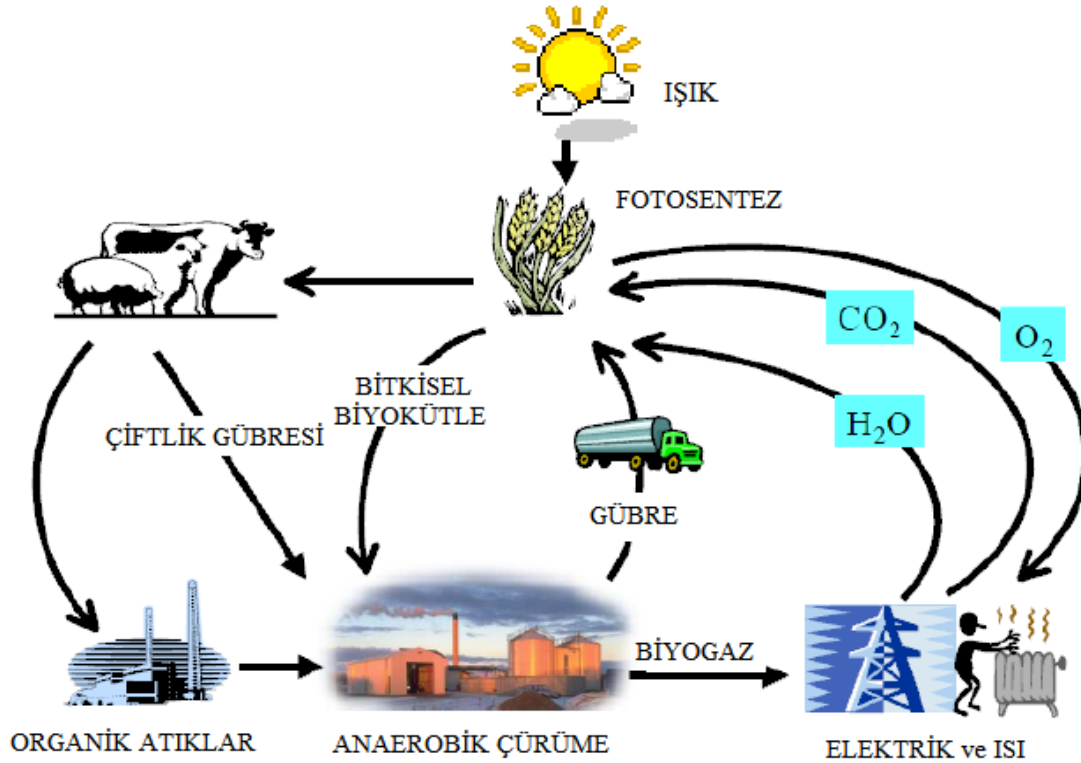 IŞIK
FOTOSENTEZ
CO₂
O₂
BİTKİSEL
BİYOKÜTLE
H₂O
ÇİFTLİK GÜBRESİ
GÜBRE
BİYOGAZ
ORGANİK ATIKLAR
ANAEROBİK ÇÜRÜME
ELEKTRİK ve ISI